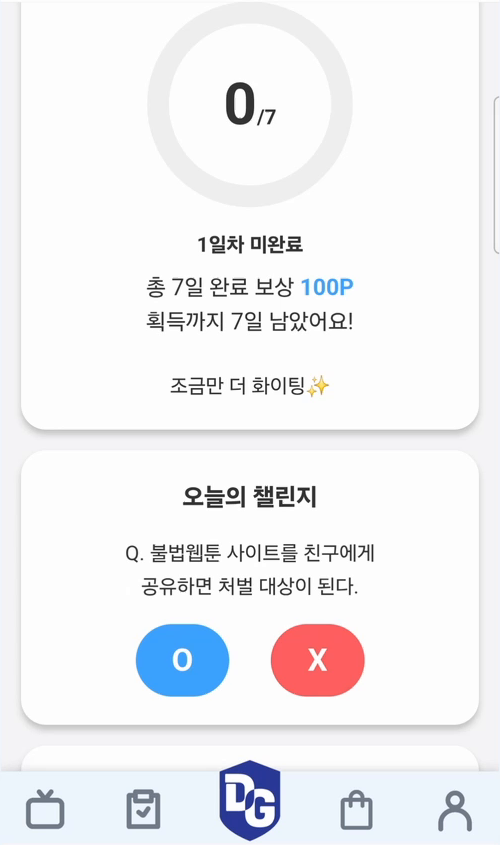 0/7
1일차 미완료
총 7일 완료 보상 100P
획득까지 7일 남았어요!
조금만 더 화이팅✨
오늘의 챌린지
Q. 불법웹툰 사이트를 친구에게
공유하면 처벌 대상이 된다.
O X
DG